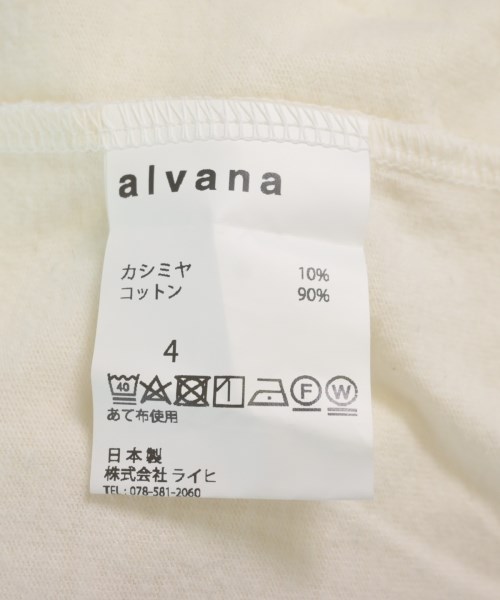 alvana
カシミヤ 10%
コットン 90%
4
40 F W
あて布使用
日本製
株式会社 ライヒ
TEL : 078-581-2060